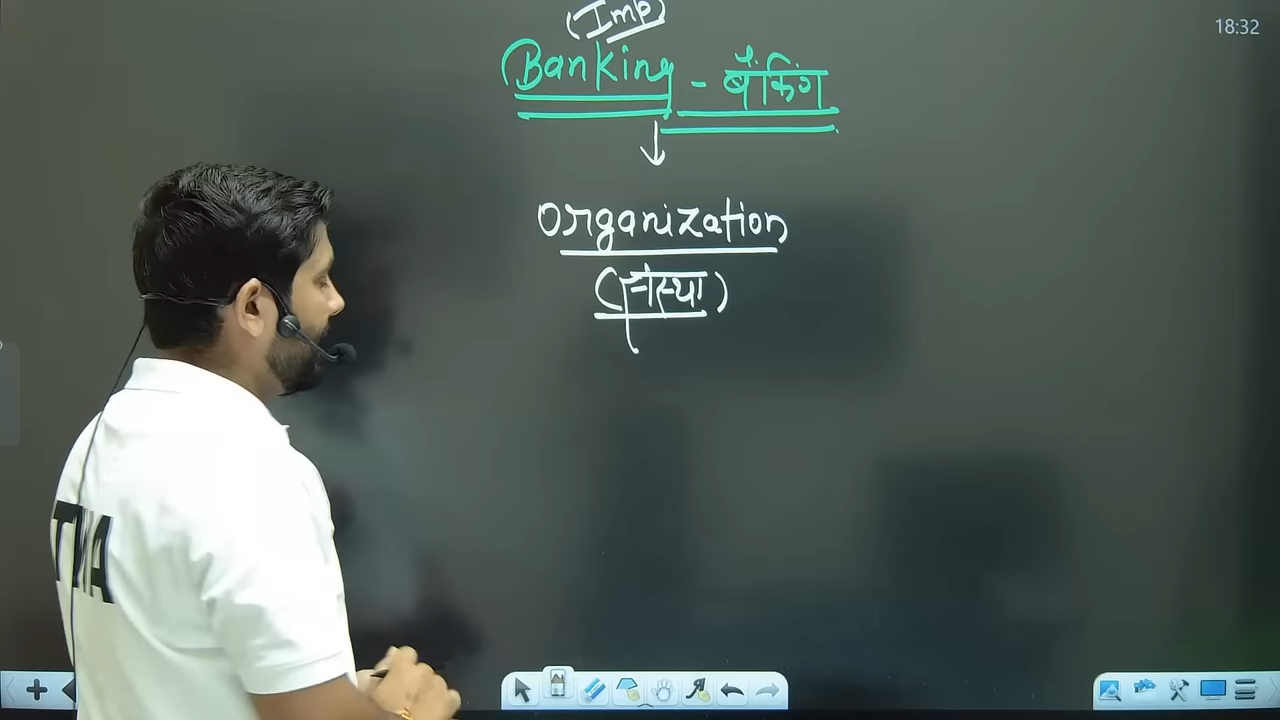 18:32
(Imp)
Banking - बैंकिंग
↓
Organization
(संस्था)